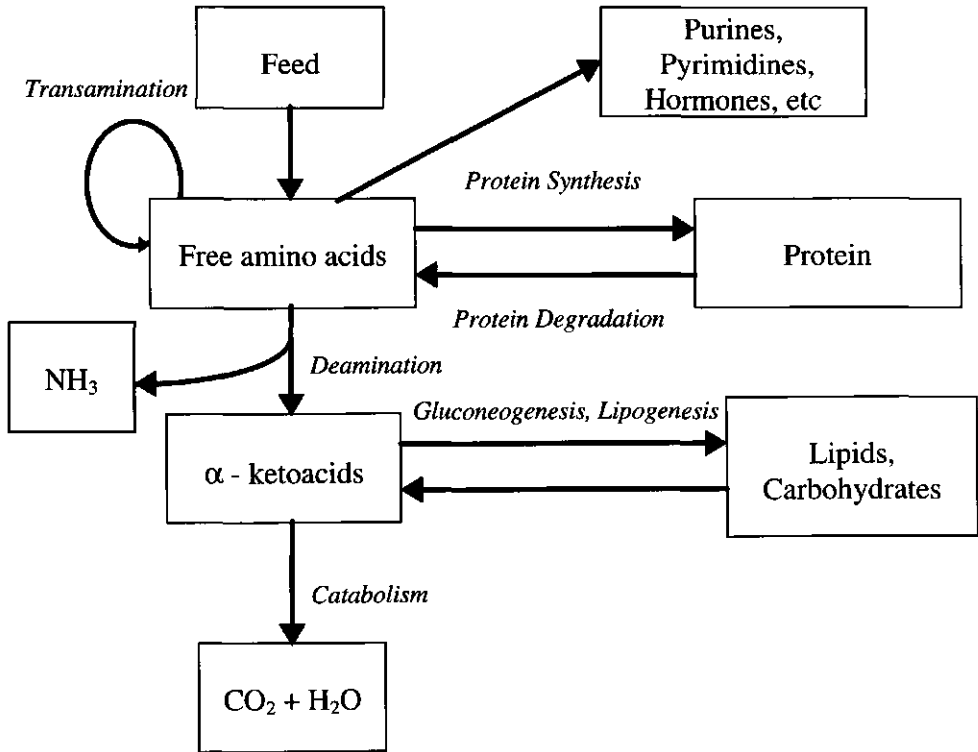 Feed
Purines,
Pyrimidines,
Hormones, etc
Transamination
Protein Synthesis
Free amino acids
Protein
Protein Degradation
NH₃
Deamination
Gluconeogenesis, Lipogenesis
α - ketoacids
Lipids,
Carbohydrates
Catabolism
CO₂ + H₂O